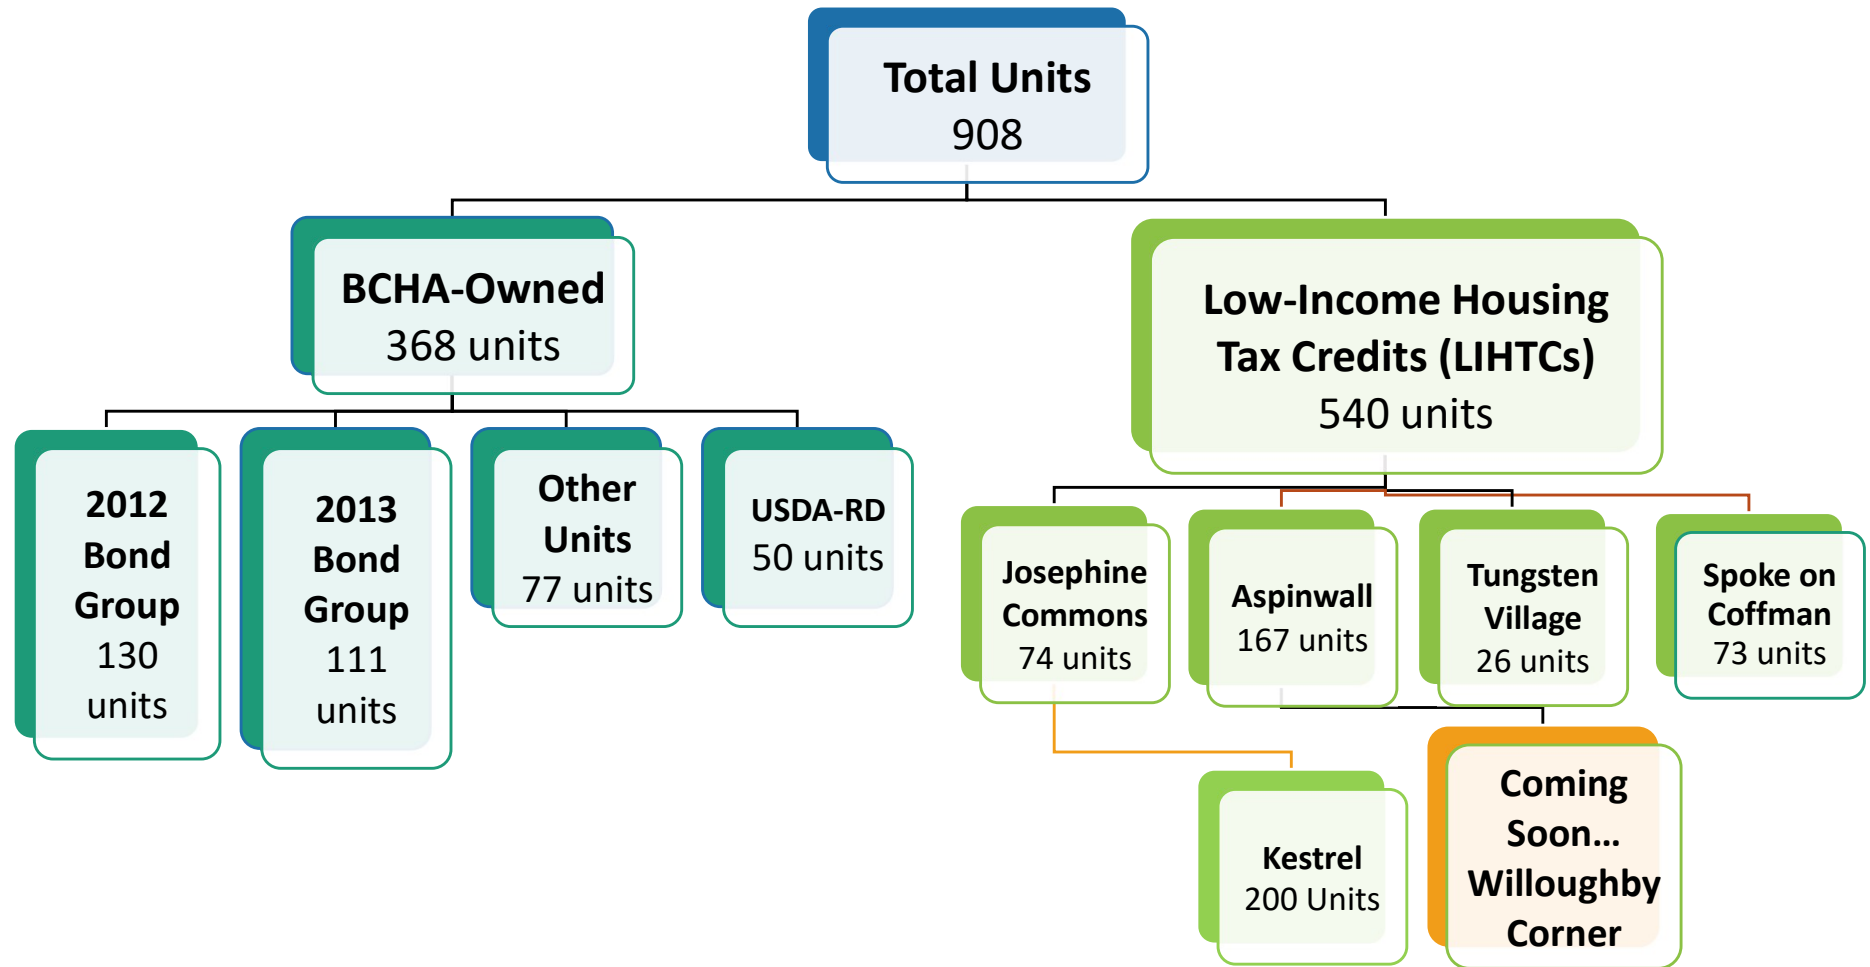 Total Units
908
BCHA-Owned
368 units
Low-Income Housing
Tax Credits (LIHTCs)
540 units
2012
Bond
Group
130
units
2013
Bond
Group
111
units
Other
Units
77 units
USDA-RD
50 units
Josephine
Commons
74 units
Aspinwall
167 units
Tungsten
Village
26 units
Spoke on
Coffman
73 units
Kestrel
200 Units
Coming
Soon...
Willoughby
Corner